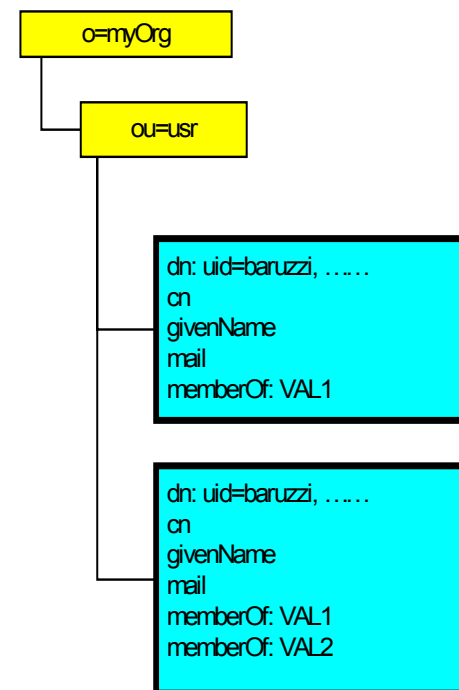 o=myOrg
ou=usr
dn: uid=baruzzi, ......
cn
givenName
mail
memberOf: VAL1
dn: uid=baruzzi, ......
cn
givenName
mail
memberOf: VAL1
memberOf: VAL2